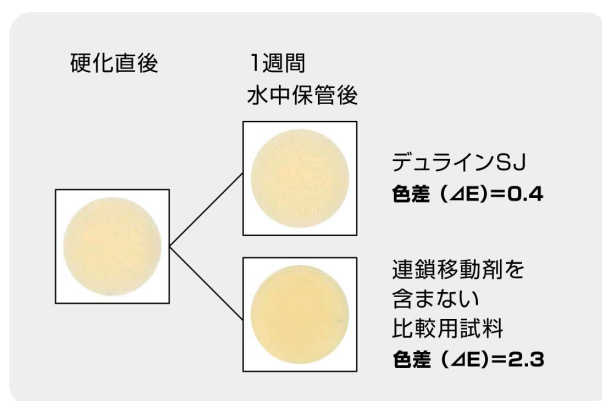 硬化直後
1週間
水中保管後
デュラインSJ
色差（⊿E）=0.4
連鎖移動剤を
含まない
比較用試料
色差（⊿E）=2.3